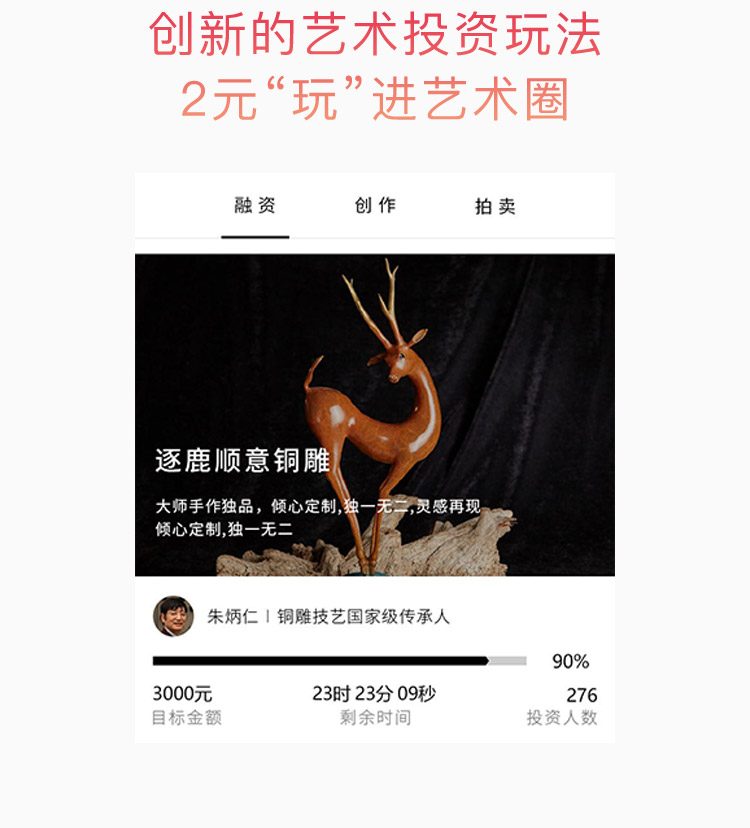 创新的艺术投资玩法
2元“玩”进艺术圈
融资 创作 拍卖
逐鹿顺意铜雕
大师手作独品，倾心定制,独一无二,灵感再现
倾心定制,独一无二
朱炳仁 | 铜雕技艺国家级传承人
90%
3000元 23时 23分 09秒 276
目标金额 剩余时间 投资人数